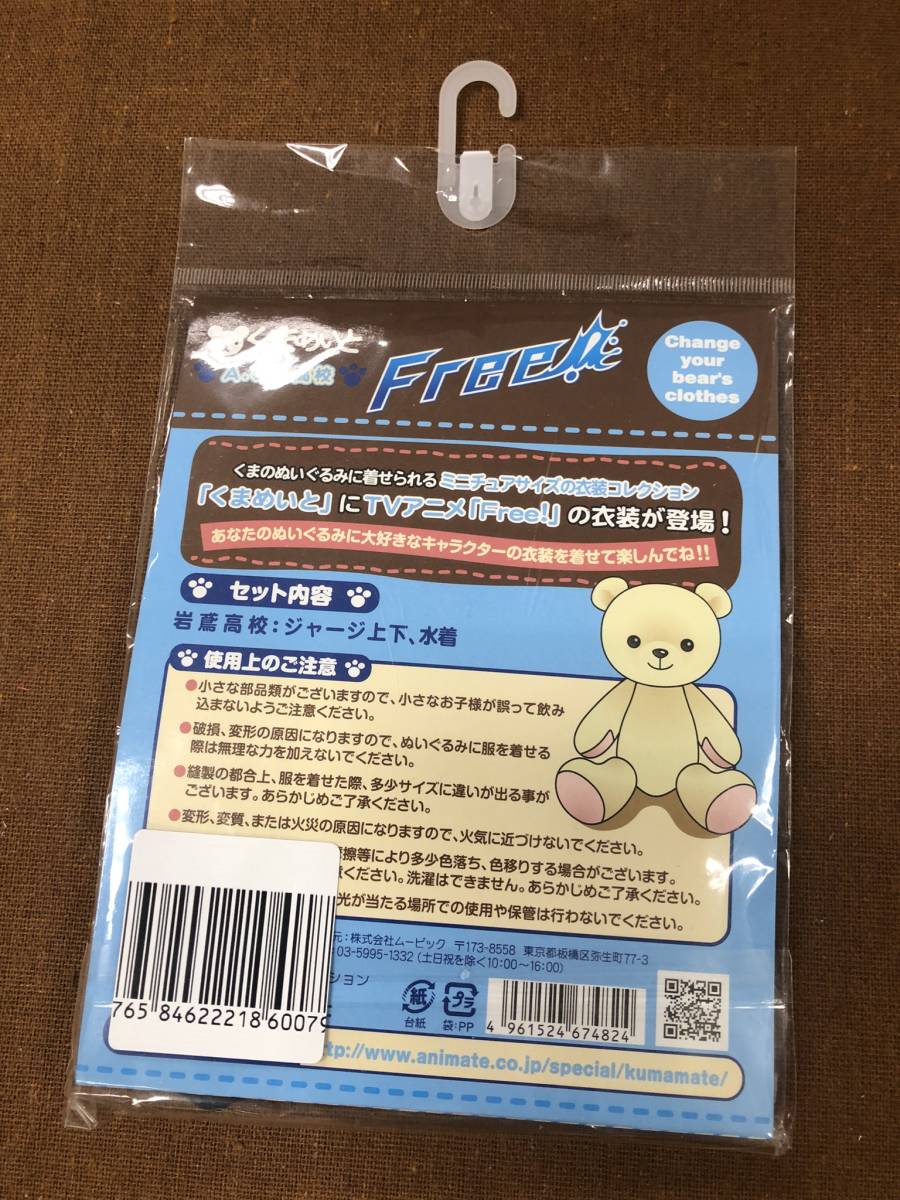 くまめいと
Free!
Change
your
bear's
clothes
くまのぬいぐるみに着せられる ミニチュアサイズの衣装コレクション
「くまめいと」にTVアニメ「Free!」の衣装が登場!
あなたのぬいぐるみに大好きなキャラクターの衣装を着せて楽しんでね!!
セット内容
岩鳶高校:ジャージ上下、水着
使用上のご注意
●小さな部品類がございますので、小さなお子様が誤って飲み
込まないようご注意ください。
●破損、変形の原因になりますので、ぬいぐるみに服を着せる
際は無理な力を加えないでください。
●縫製の都合上、服を着せた際、多少サイズに違いが出る事が
ございます。あらかじめご了承ください。
●変形、変質、または火災の原因になりますので、火気に近づけないでください。
擦等により多少色落ち、色移りする場合がございます。
ください。洗濯はできません。あらかじめご了承ください。
光が当たる場所での使用や保管は行わないでください。
元:株式会社ムービック 〒173-8558 東京都板橋区弥生町77-3
03-5995-1332 (土日祝を除く10:00~16:00)
ション
紙
台紙
プラ
袋:PP
4 961524 674824
765 84622218 60079
ttp://www.animate.co.jp/special/kumamate/